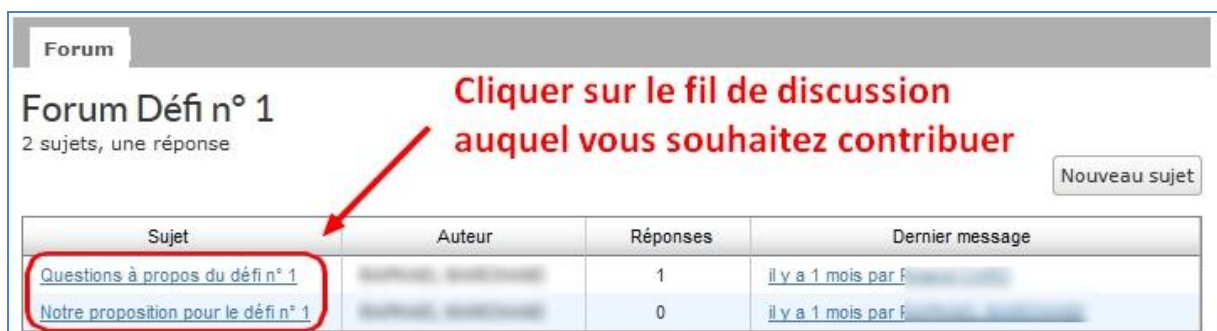 Forum
Forum Défi n° 1
2 sujets, une réponse
Cliquer sur le fil de discussion
auquel vous souhaitez contribuer
Nouveau sujet
Sujet Auteur Réponses Dernier message
Questions à propos du défi n° 1 1 il y a 1 mois par
Notre proposition pour le défi n° 1 0 il y a 1 mois par